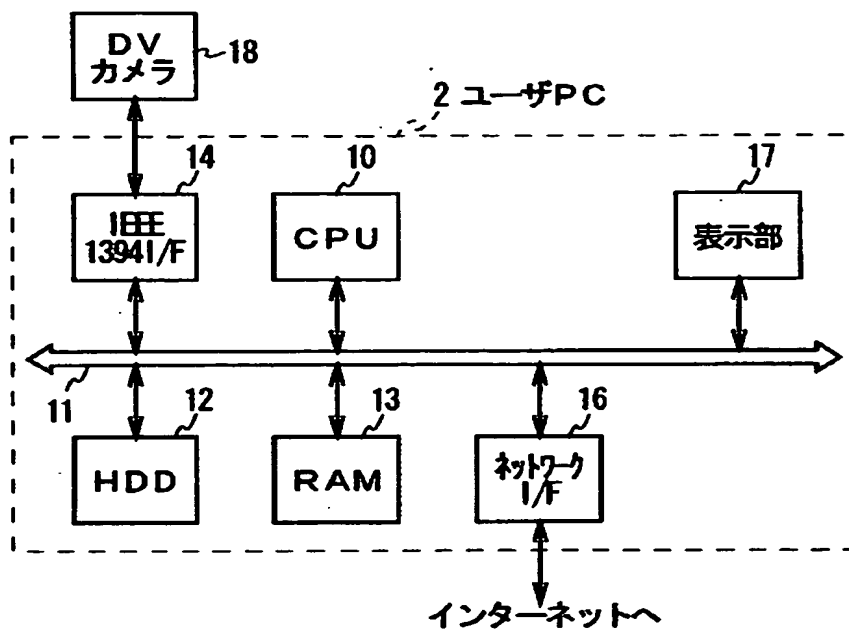 DV
カメラ
18
2 ユーザPC
14
10
17
IEEE
1394I/F
CPU
表示部
11
12
13
16
HDD
RAM
ネットワーク
I/F
インターネットへ